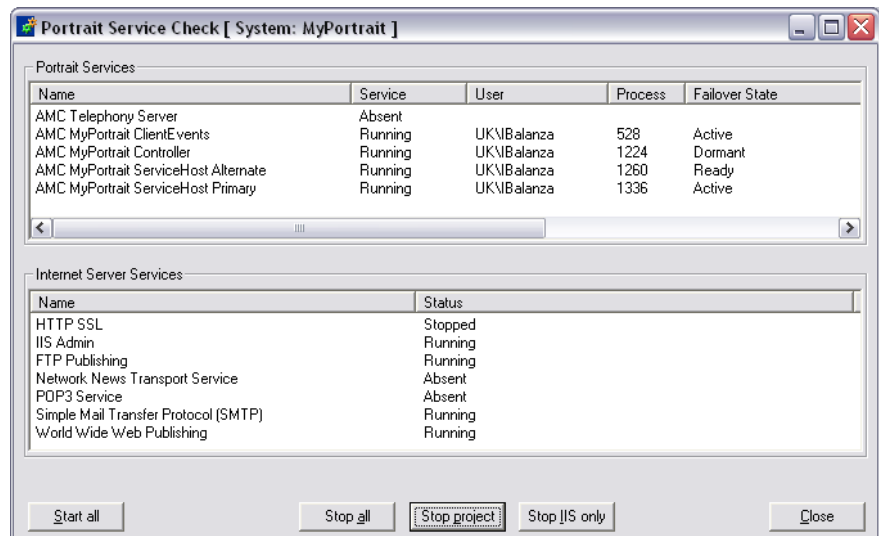 Portrait Service Check [ System: MyPortrait ]
Portrait Services
Name Service User Process Failover State
AMC Telephony Server Absent
AMC MyPortrait ClientEvents Running UK\IBalanza 528 Active
AMC MyPortrait Controller Running UK\IBalanza 1224 Dormant
AMC MyPortrait ServiceHost Alternate Running UK\IBalanza 1260 Ready
AMC MyPortrait ServiceHost Primary Running UK\IBalanza 1336 Active
Internet Server Services
Name Status
HTTP SSL Stopped
IIS Admin Running
FTP Publishing Running
Network News Transport Service Absent
POP3 Service Absent
Simple Mail Transfer Protocol (SMTP) Running
World Wide Web Publishing Running
Start all Stop all Stop project Stop IIS only Close